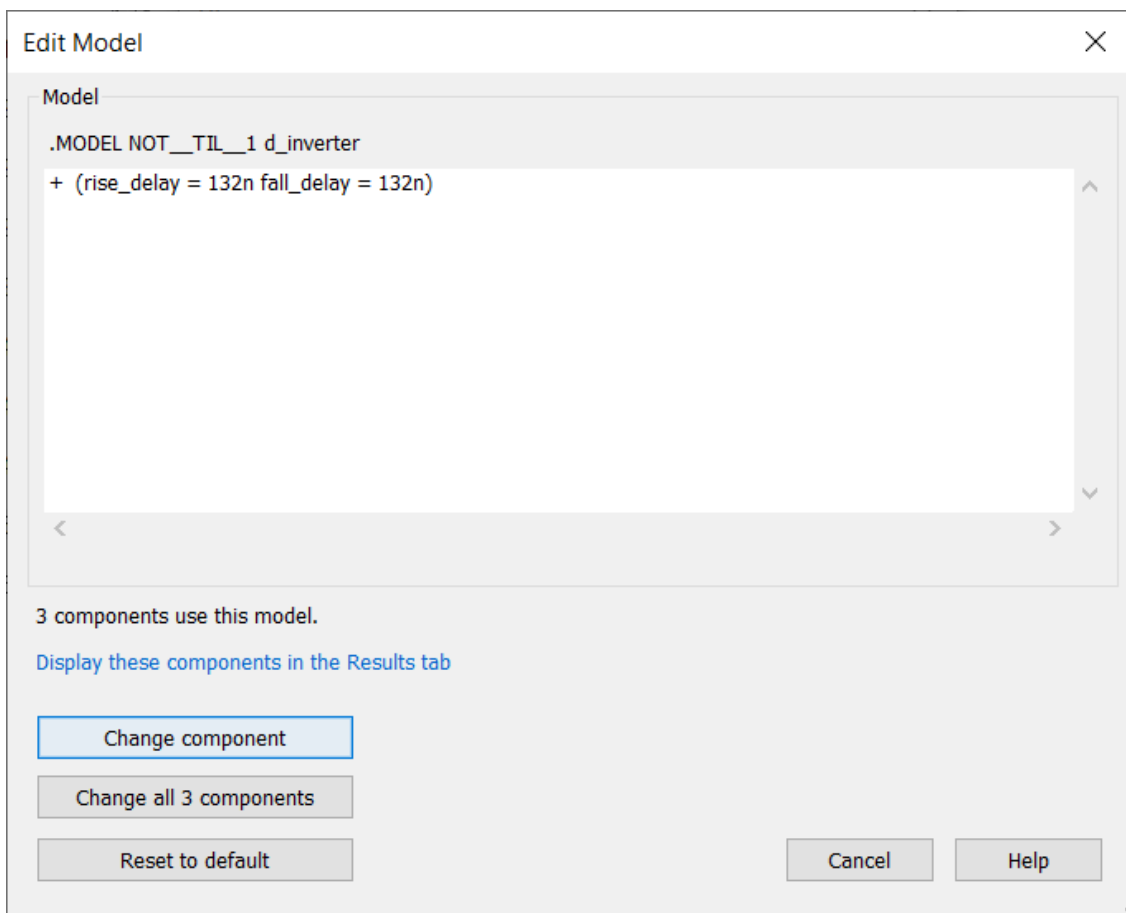 Edit Model
Model
.MODEL NOT__TIL__1 d_inverter
+ (rise_delay = 132n fall_delay = 132n)
3 components use this model.
Display these components in the Results tab
Change component
Change all 3 components
Reset to default
Cancel
Help